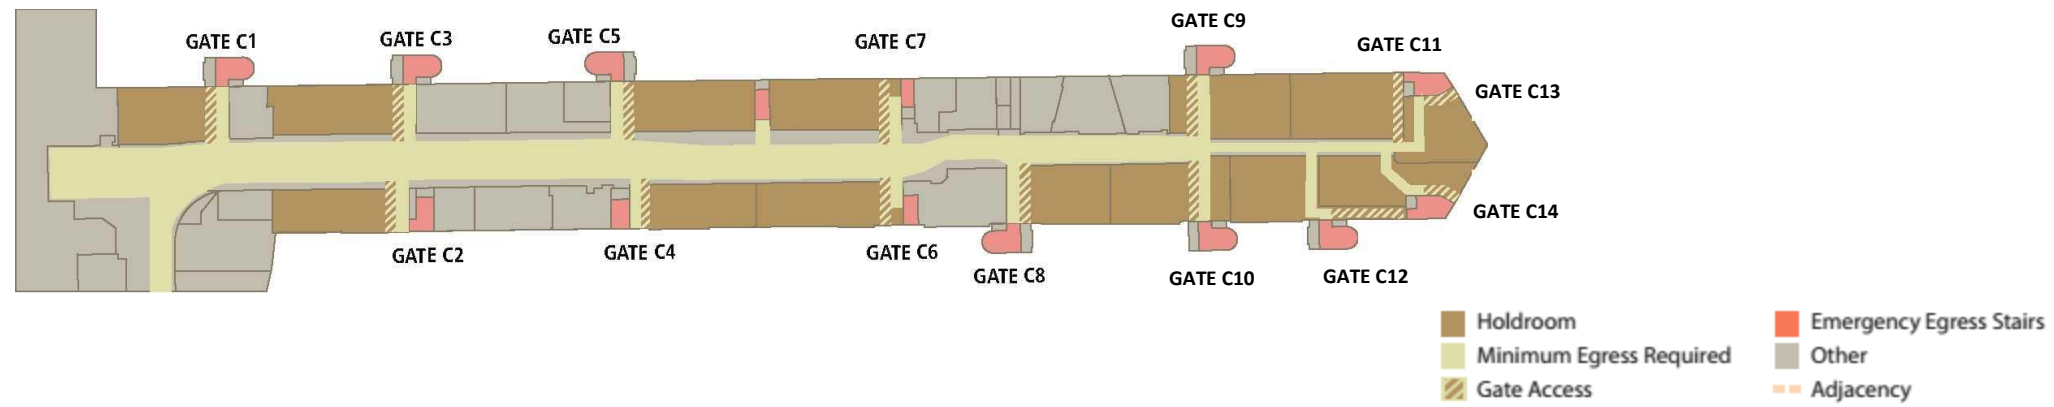 GATE C1
GATE C3
GATE C5
GATE C7
GATE C9
GATE C11
GATE C13
GATE C2
GATE C4
GATE C6
GATE C8
GATE C10
GATE C12
GATE C14
Holdroom
Minimum Egress Required
Gate Access
Emergency Egress Stairs
Other
Adjacency